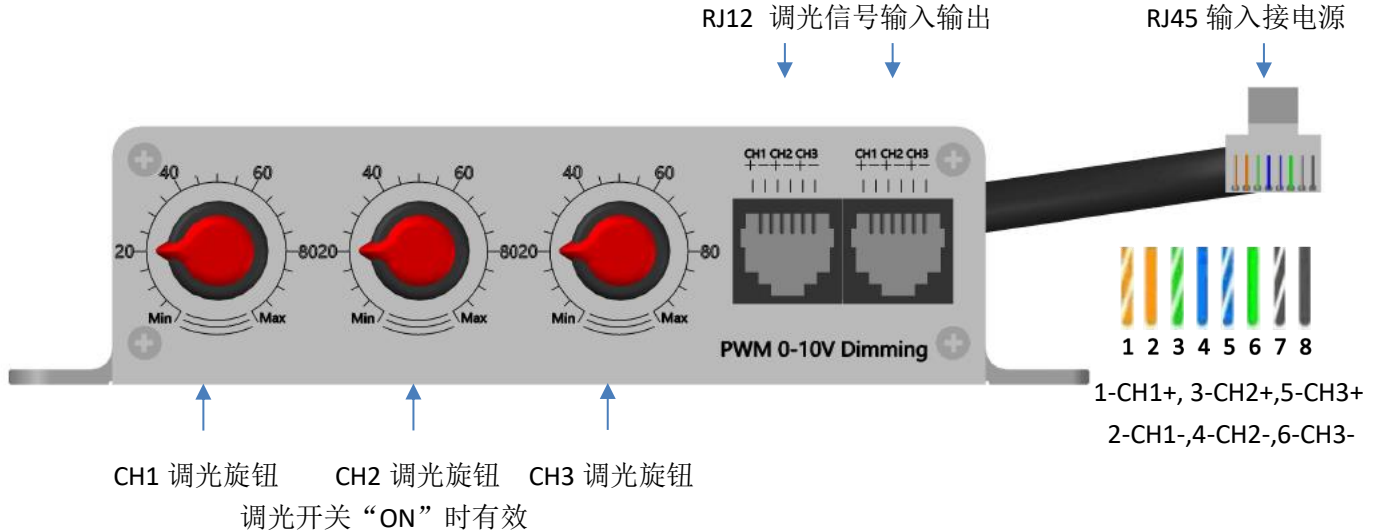 RJ12 调光信号输入输出
RJ45 输入接电源
CH1 CH2 CH3
+ - + - + -
CH1 CH2 CH3
+ - + - + -
40 60
20 80
Min Max
40 60
20 80
Min Max
40 60
20 80
Min Max
PWM 0-10V Dimming
1 2 3 4 5 6 7 8
1-CH1+, 3-CH2+,5-CH3+
2-CH1-,4-CH2-,6-CH3-
CH1 调光旋钮
CH2 调光旋钮
CH3 调光旋钮
调光开关“ON”时有效